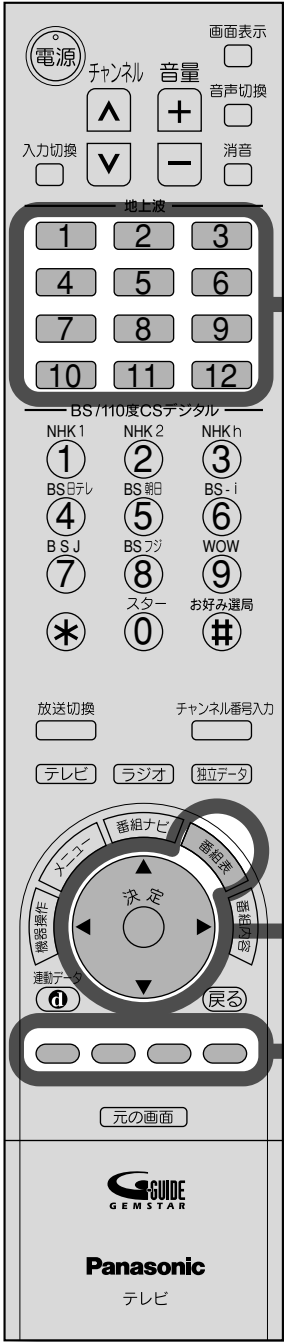 画面表示
電源
チャンネル 音量
音声切換
∧ +
入力切換
∨ − 消音
地上波
1 2 3
4 5 6
7 8 9
10 11 12
BS/110度CSデジタル
NHK1 NHK2 NHKh
1 2 3
BS日テレ BS朝日 BS-i
4 5 6
BSJ BSフジ WOW
7 8 9
スター お好み選局
* 0 #
放送切換 チャンネル番号入力
テレビ ラジオ 独立データ
番組ナビ
メニュー 番組表
機器操作 番組内容
決定
連動データ
d 戻る
元の画面
G-GUIDE
GEMSTAR
Panasonic
テレビ